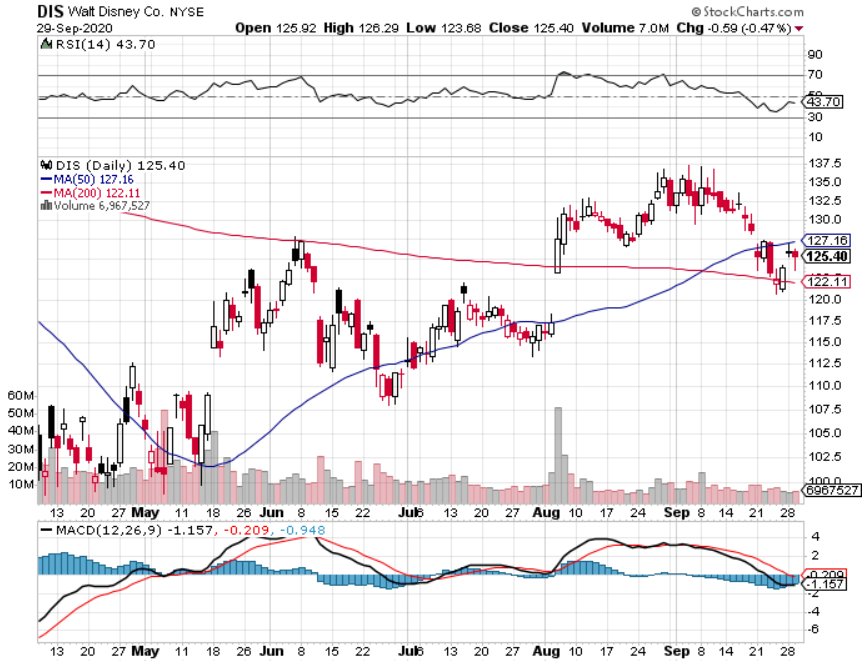 DIS Walt Disney Co. NYSE © StockCharts.com
29-Sep-2020 Open 125.92 High 126.29 Low 123.68 Close 125.40 Volume 7.0M Chg -0.59 (-0.47%)
RSI(14) 43.70
90
70
50
43.70
30
10
DIS (Daily) 125.40
MA(50) 127.16
MA(200) 122.11
Volume 6,967,527
137.5
135.0
132.5
130.0
127.16
125.40
122.11
120.0
117.5
115.0
112.5
110.0
107.5
105.0
102.5
100.0
6967527
60M
50M
40M
30M
20M
10M
13 20 27 May 11 18 26 Jun 8 15 22 Jul 6 13 20 27 Aug 10 17 24 Sep 8 14 21 28
MACD(12,26,9) -1.157, -0.209, -0.948
4
2
-0.209
-1.157
-2
-4
-6
13 20 27 May 11 18 26 Jun 8 15 22 Jul 6 13 20 27 Aug 10 17 24 Sep 8 14 21 28